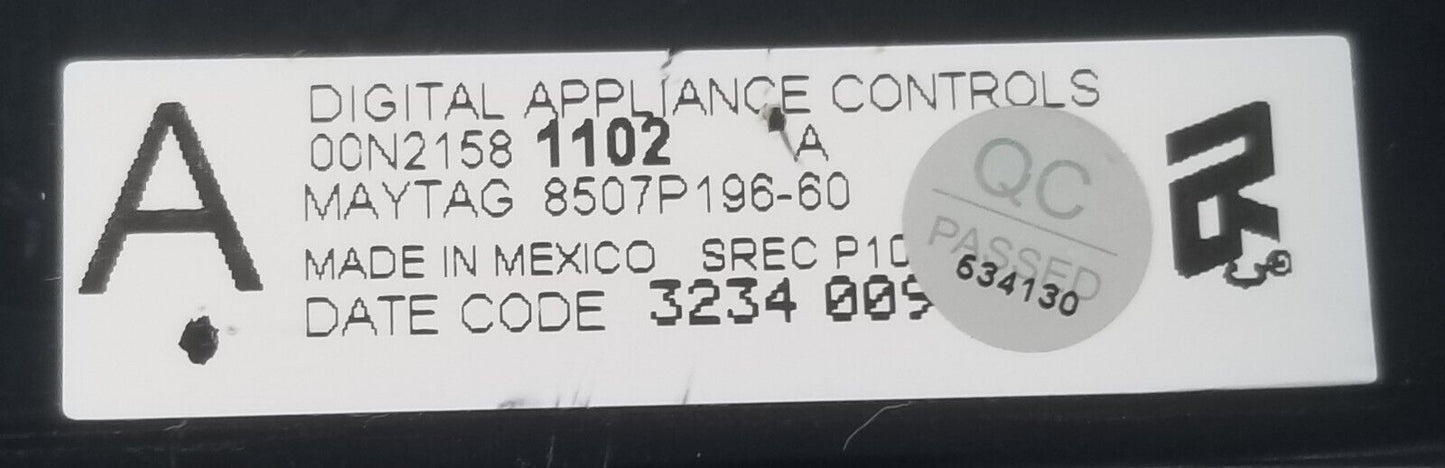 A
DIGITAL APPLIANCE CONTROLS
00N2158 1102 A
MAYTAG 8507P196-60
MADE IN MEXICO SREC P10
DATE CODE 3234 009
QC
PASSED
634130